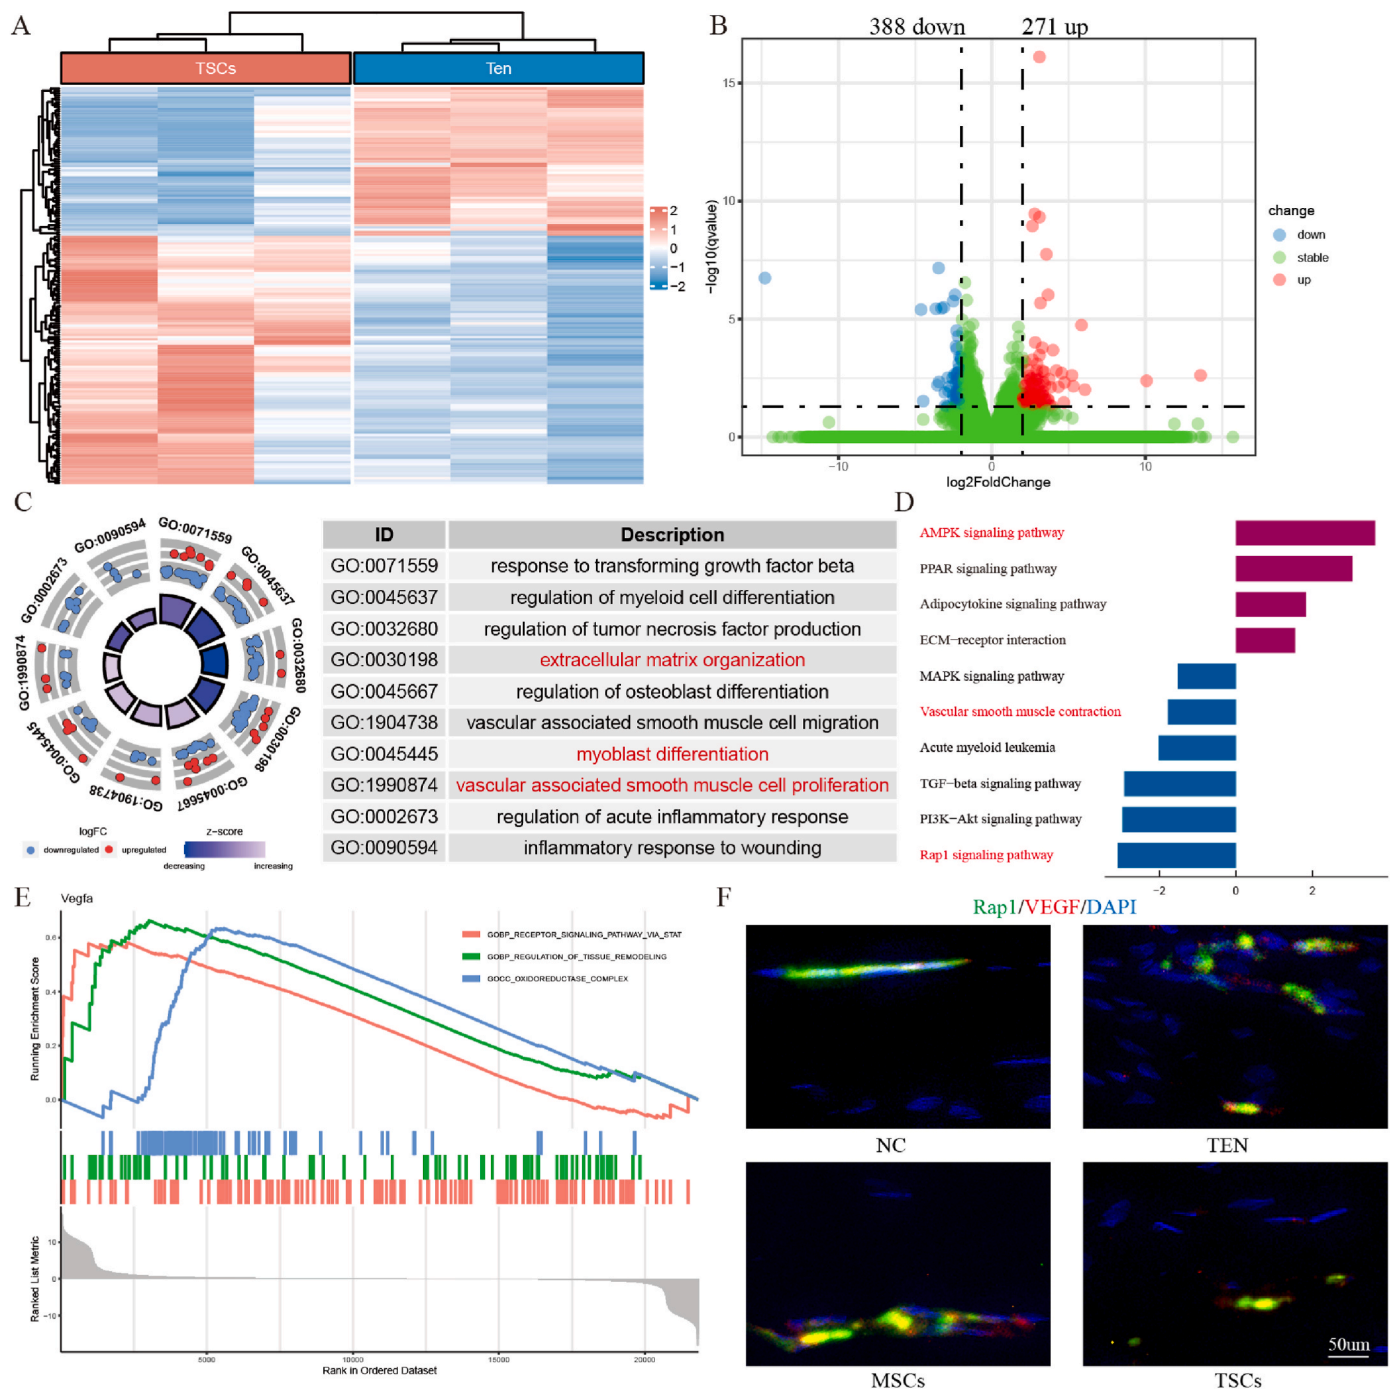 A
TSCs
Ten
2
1
0
−1
−2
B
388 down
271 up
15
10
5
0
−log10(qvalue)
−10
0
10
log2FoldChange
change
down
stable
up
C
GO:0090594
GO:0071559
GO:0045637
GO:0032680
GO:0030198
GO:0045667
GO:1904738
GO:0045445
GO:1990874
GO:0002673
logFC
downregulated
upregulated
z−score
decreasing
increasing
ID Description
GO:0071559 response to transforming growth factor beta
GO:0045637 regulation of myeloid cell differentiation
GO:0032680 regulation of tumor necrosis factor production
GO:0030198 extracellular matrix organization
GO:0045667 regulation of osteoblast differentiation
GO:1904738 vascular associated smooth muscle cell migration
GO:0045445 myoblast differentiation
GO:1990874 vascular associated smooth muscle cell proliferation
GO:0002673 regulation of acute inflammatory response
GO:0090594 inflammatory response to wounding
D
AMPK signaling pathway
PPAR signaling pathway
Adipocytokine signaling pathway
ECM−receptor interaction
MAPK signaling pathway
Vascular smooth muscle contraction
Acute myeloid leukemia
TGF−beta signaling pathway
PI3K−Akt signaling pathway
Rap1 signaling pathway
−2
0
2
E
Vegfa
GOBP_RECEPTOR_SIGNALING_PATHWAY_VIA_STAT
GOBP_REGULATION_OF_TISSUE_REMODELING
GOCC_OXIDOREDUCTASE_COMPLEX
Running Enrichment Score
0.6
0.4
0.2
0.0
Ranked List Metric
10
0
−10
5000
10000
15000
20000
Rank in Ordered Dataset
F
Rap1/VEGF/DAPI
NC
TEN
MSCs
TSCs
50um